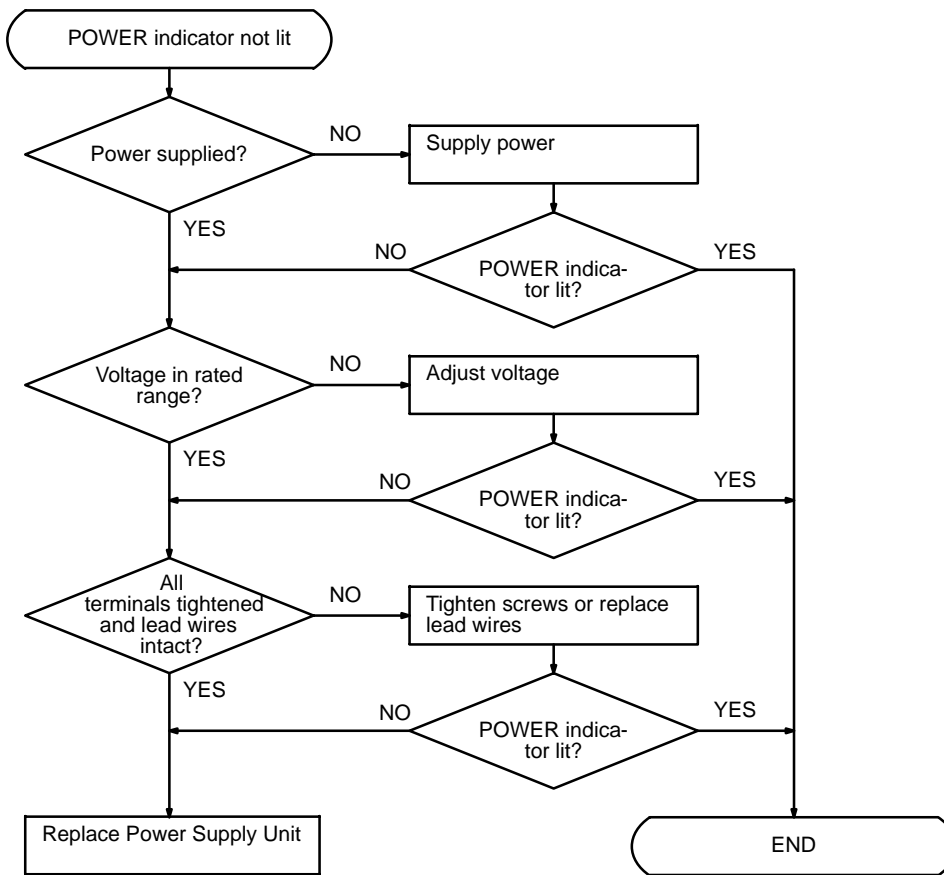 POWER indicator not lit
NO
Power supplied?
Supply power
YES
NO
YES
POWER indica-
tor lit?
NO
Voltage in rated
range?
Adjust voltage
YES
NO
YES
POWER indica-
tor lit?
All
terminals tightened
and lead wires
intact?
NO
Tighten screws or replace
lead wires
YES
NO
YES
POWER indica-
tor lit?
Replace Power Supply Unit
END